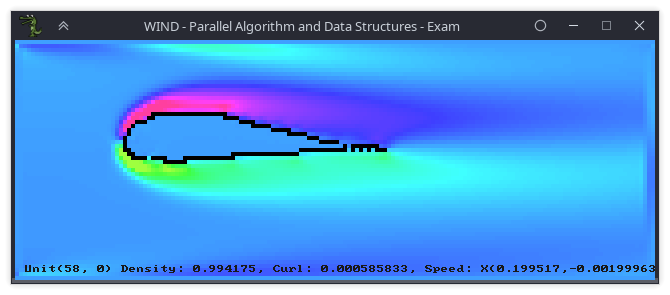 WIND - Parallel Algorithm and Data Structures - Exam
Unit(58, 0) Density: 0.994175, Curl: 0.000585833, Speed: X(0.199517,-0.00199963